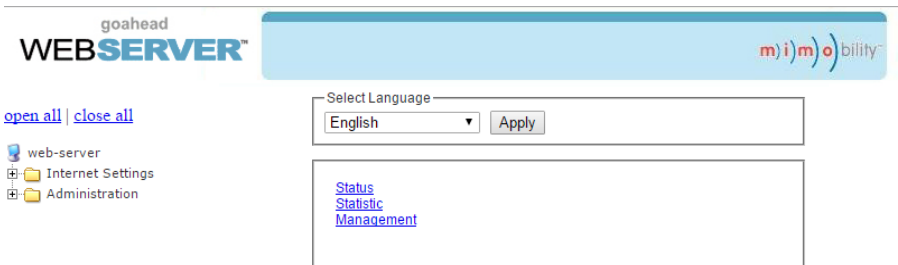 goahead
WEBSERVER™
m)i)m)o)bility™
open all | close all
web-server
Internet Settings
Administration
Select Language
English
Apply
Status
Statistic
Management